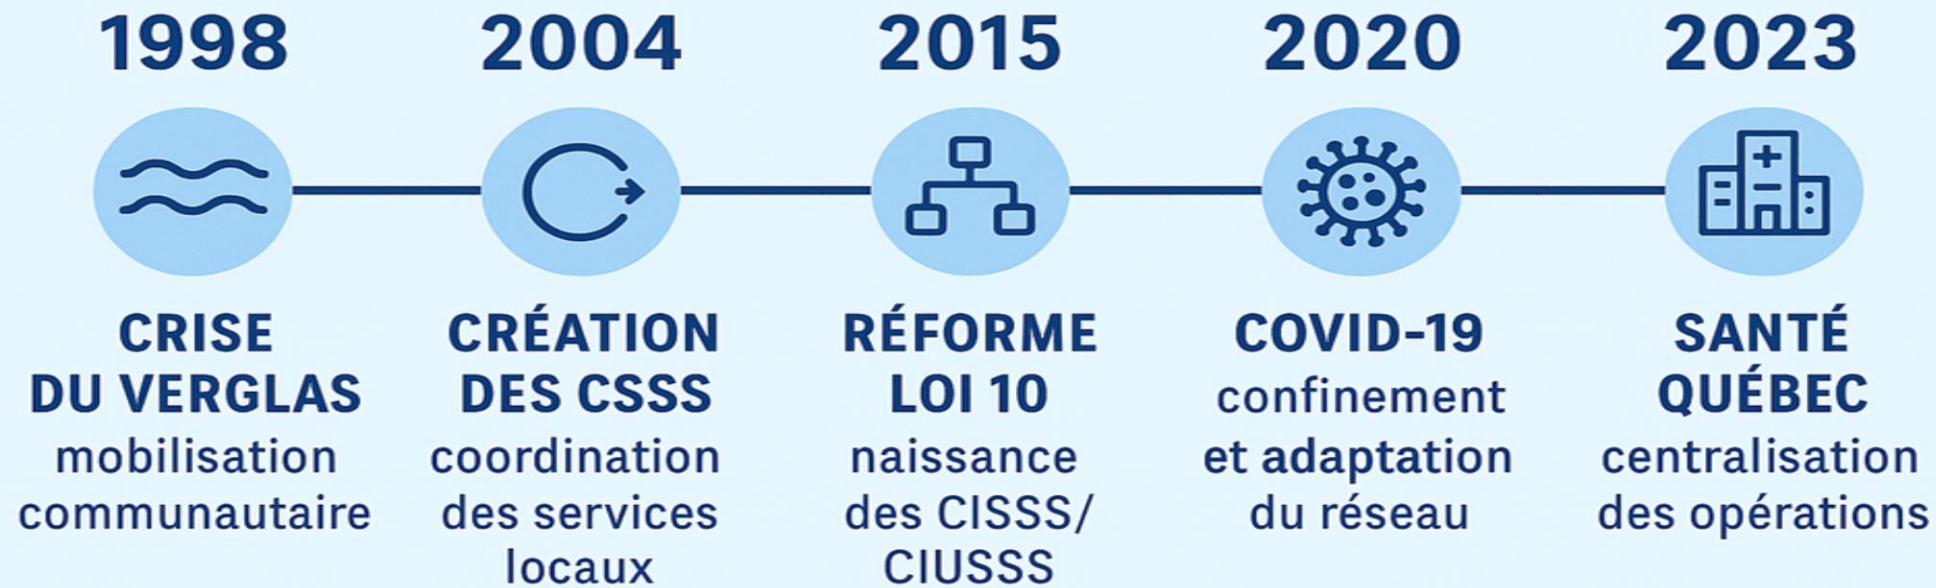 1998
CRISE
DU VERGLAS
mobilisation
communautaire
2004
CRÉATION
DES CSSS
coordination
des services
locaux
2015
RÉFORME
LOI 10
naissance
des CISSS/
CIUSSS
2020
COVID-19
confinement
et adaptation
du réseau
2023
SANTÉ
QUÉBEC
centralisation
des opérations